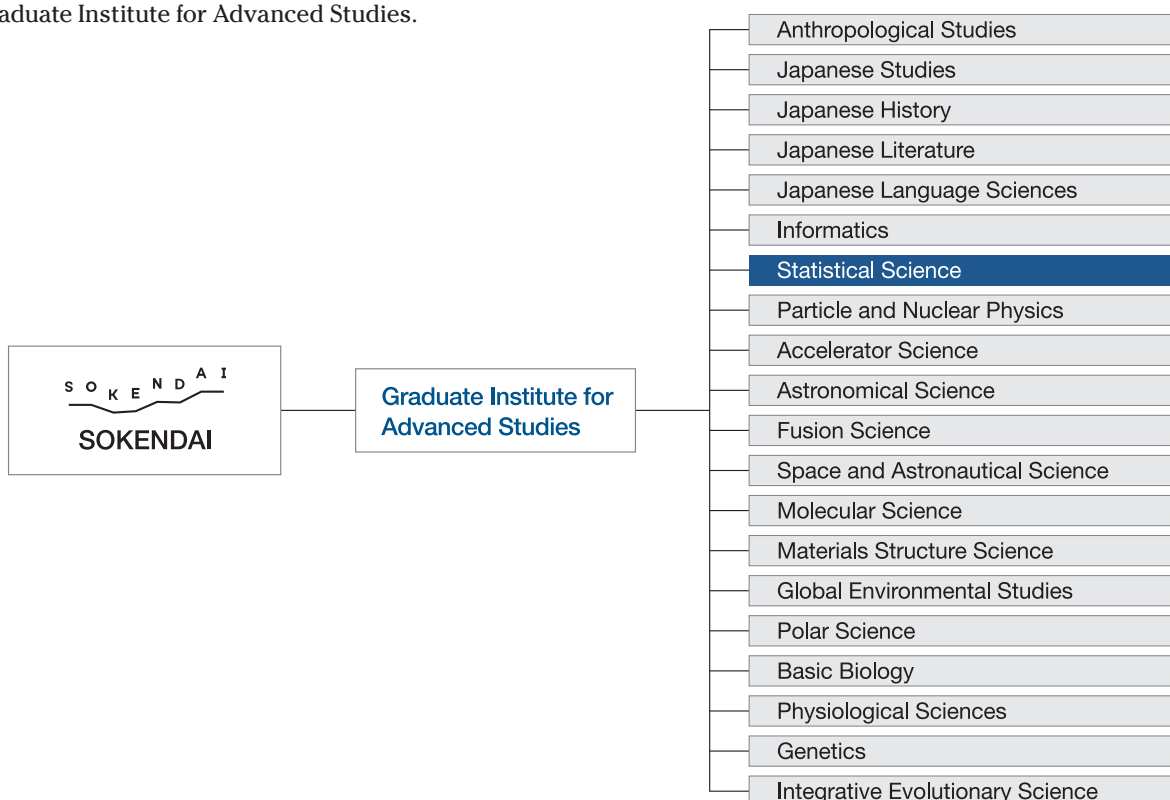 aduate Institute for Advanced Studies.
SOKENDAI
SOKENDAI
Graduate Institute for
Advanced Studies
Anthropological Studies
Japanese Studies
Japanese History
Japanese Literature
Japanese Language Sciences
Informatics
Statistical Science
Particle and Nuclear Physics
Accelerator Science
Astronomical Science
Fusion Science
Space and Astronautical Science
Molecular Science
Materials Structure Science
Global Environmental Studies
Polar Science
Basic Biology
Physiological Sciences
Genetics
Integrative Evolutionary Science